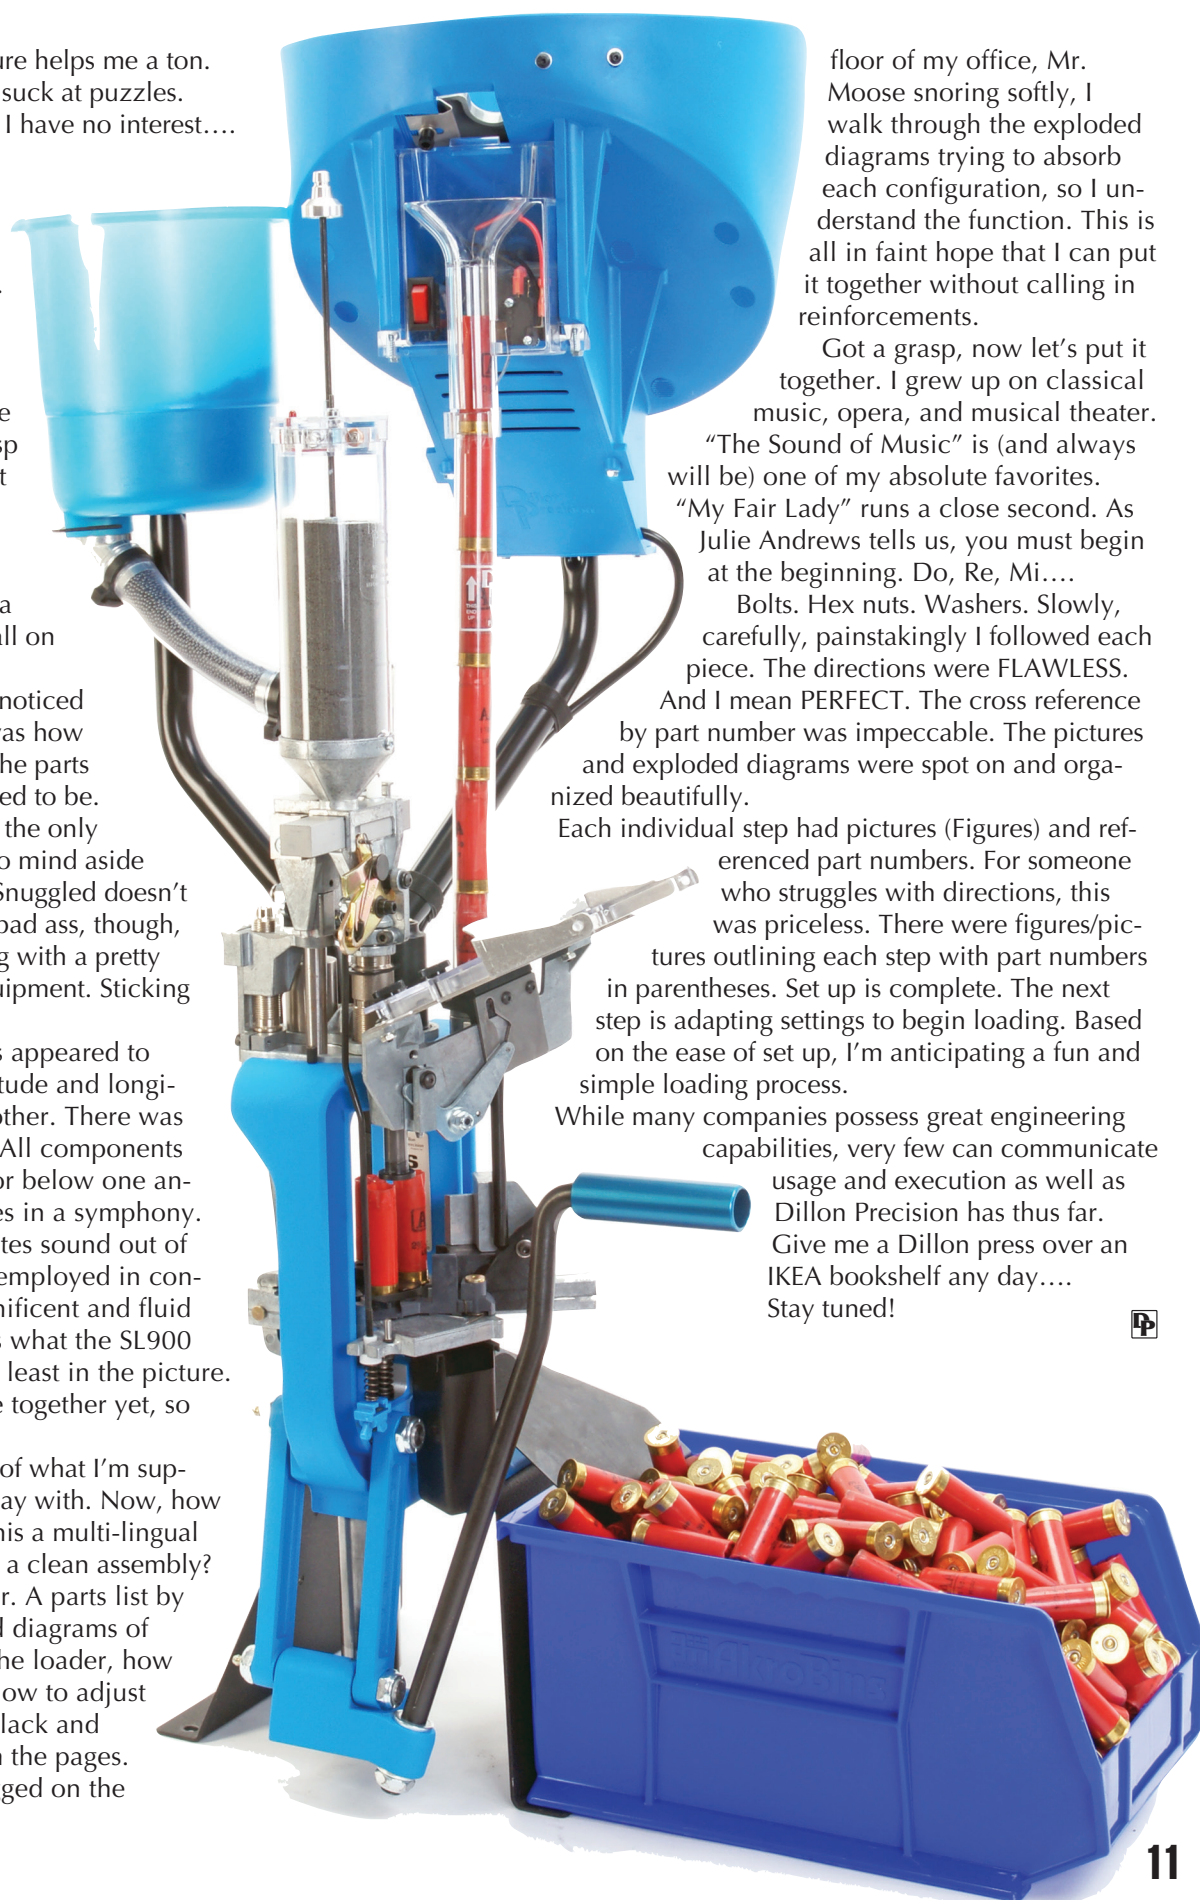 ure helps me a ton.
suck at puzzles.
I have no interest….
e
sp
t
a
all on
noticed
was how
he parts
ed to be.
the only
o mind aside
Snuggled doesn't
bad ass, though,
g with a pretty
uipment. Sticking
s appeared to
tude and longi-
other. There was
All components
or below one an-
es in a symphony.
tes sound out of
employed in con-
nificent and fluid
s what the SL900
least in the picture.
e together yet, so
of what I'm sup-
ay with. Now, how
his a multi-lingual
a clean assembly?
r. A parts list by
d diagrams of
he loader, how
ow to adjust
lack and
n the pages.
ged on the
floor of my office, Mr.
Moose snoring softly, I
walk through the exploded
diagrams trying to absorb
each configuration, so I un-
derstand the function. This is
all in faint hope that I can put
it together without calling in
reinforcements.
Got a grasp, now let's put it
together. I grew up on classical
music, opera, and musical theater.
“The Sound of Music” is (and always
will be) one of my absolute favorites.
“My Fair Lady” runs a close second. As
Julie Andrews tells us, you must begin
at the beginning. Do, Re, Mi….
Bolts. Hex nuts. Washers. Slowly,
carefully, painstakingly I followed each
piece. The directions were FLAWLESS.
And I mean PERFECT. The cross reference
by part number was impeccable. The pictures
and exploded diagrams were spot on and orga-
nized beautifully.
Each individual step had pictures (Figures) and ref-
erenced part numbers. For someone
who struggles with directions, this
was priceless. There were figures/pic-
tures outlining each step with part numbers
in parentheses. Set up is complete. The next
step is adapting settings to begin loading. Based
on the ease of set up, I'm anticipating a fun and
simple loading process.
While many companies possess great engineering
capabilities, very few can communicate
usage and execution as well as
Dillon Precision has thus far.
Give me a Dillon press over an
IKEA bookshelf any day….
Stay tuned!
DP
AkroBins
11